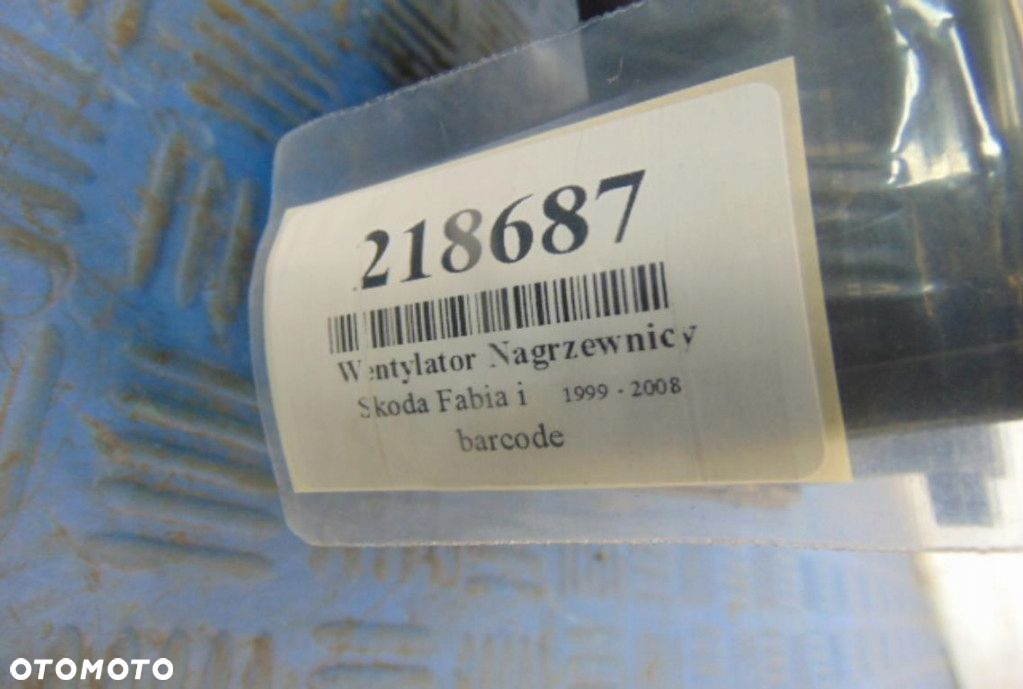 218687
Wentylator Nagrzewnicy
Skoda Fabia i 1999 - 2008
barcode
OTOMOTO